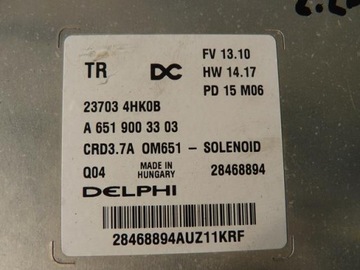 TR DC FV 13.10
HW 14.17
PD 15 M06
23703 4HK0B
A 651 900 33 03
CRD3.7A OM651 - SOLENOID
Q04 MADE IN HUNGARY 28468894
DELPHI
28468894AUZ11KRF